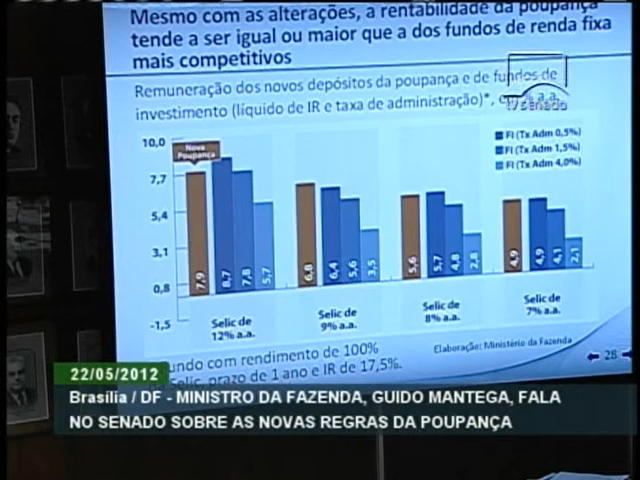 Mesmo com as alterações, a rentabilidade da poupança
tende a ser igual ou maior que a dos fundos de renda fixa
mais competitivos
Remuneração dos novos depósitos da poupança e de fundos de
investimento (líquido de IR e taxa de administração)*, a.a.
tv senado
FI (Tx Adm 0,5%)
FI (Tx Adm 1,5%)
FI (Tx Adm 4,0%)
10,0
7,7
5,4
3,1
0,8
-1,5
Nova
Poupança
7,9 8,7 7,8 5,7
6,8 6,4 5,6 3,5
5,6 5,7 4,8 2,8
4,9 4,9 4,1 2,1
Selic de
12% a.a.
Selic de
9% a.a.
Selic de
8% a.a.
Selic de
7% a.a.
undo com rendimento de 100%
Selic, prazo de 1 ano e IR de 17,5%.
Elaboração: Ministério da Fazenda
28
22/05/2012
Brasília / DF - MINISTRO DA FAZENDA, GUIDO MANTEGA, FALA
NO SENADO SOBRE AS NOVAS REGRAS DA POUPANÇA